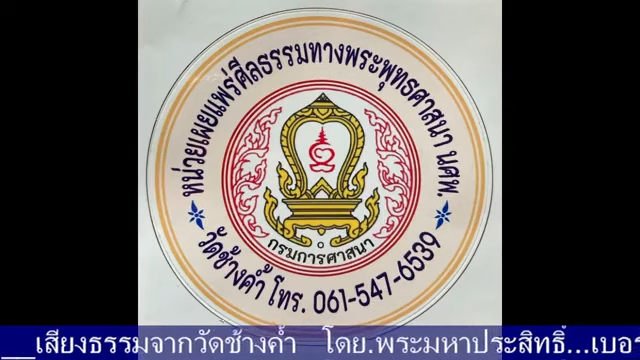 หน่วยเผยแพร่ศีลธรรมทางพระพุทธศาสนา นศพ.
กรมการศาสนา
วัดช้างค้ำ โทร. 061-547-6539
__เสียงธรรมจากวัดช้างค้ำ โดย.พระมหาประสิทธิ์...เบอร